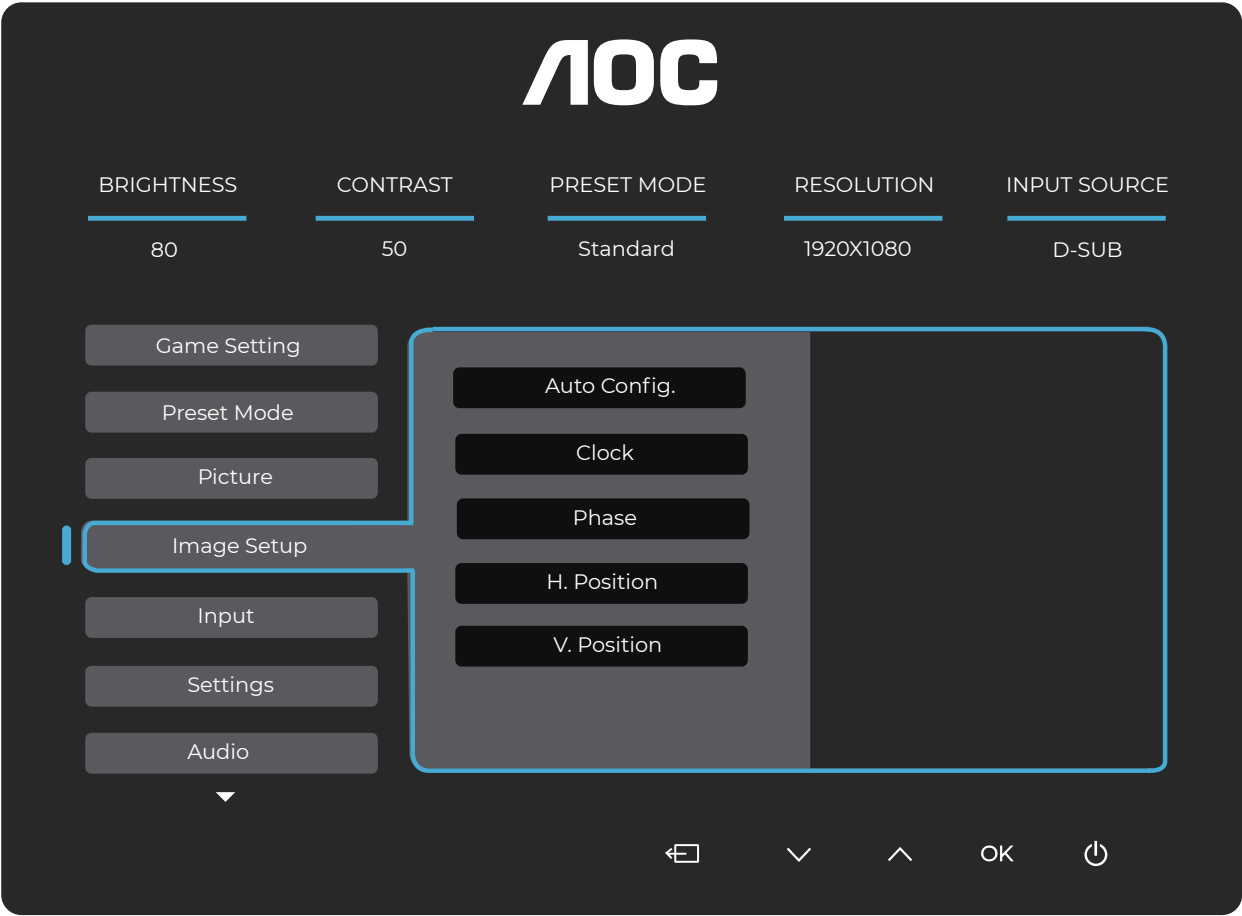 AOC
BRIGHTNESS
CONTRAST
PRESET MODE
RESOLUTION
INPUT SOURCE
80
50
Standard
1920X1080
D-SUB
Game Setting
Preset Mode
Picture
Image Setup
Input
Settings
Audio
Auto Config.
Clock
Phase
H. Position
V. Position
OK